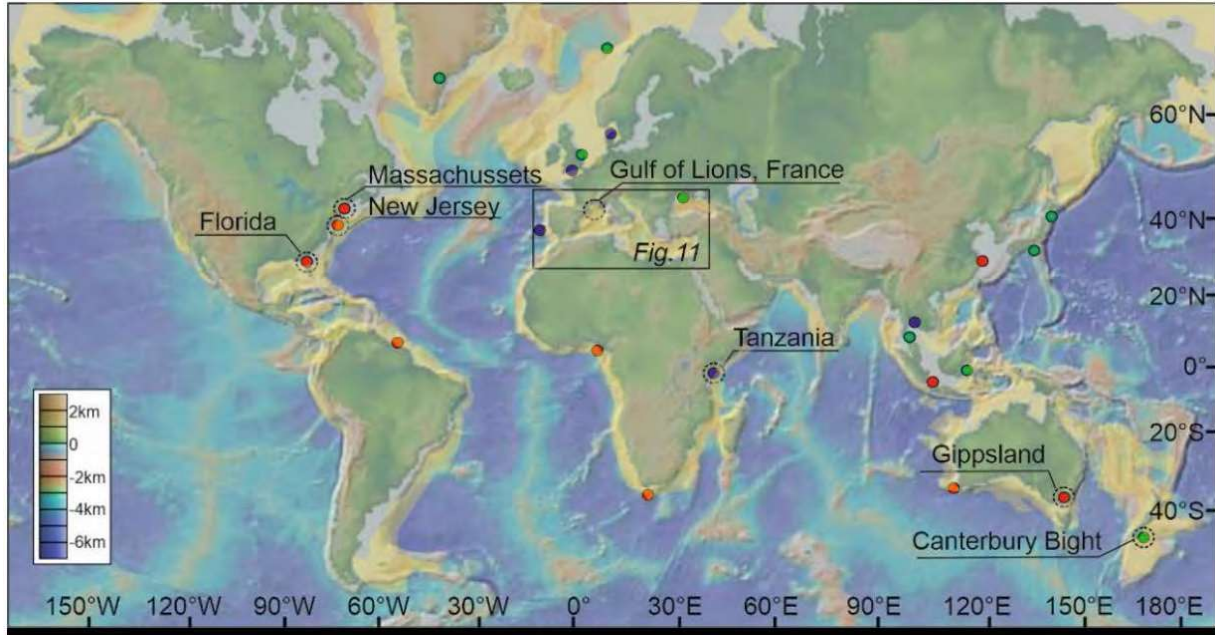 60°N
Massachussets
Gulf of Lions, France
New Jersey
40°N
Florida
Fig.11
20°N
Tanzania
0°
2km
0
-2km
-4km
-6km
20°S
Gippsland
40°S
Canterbury Bight
150°W 120°W 90°W 60°W 30°W 0° 30°E 60°E 90°E 120°E 150°E 180°E